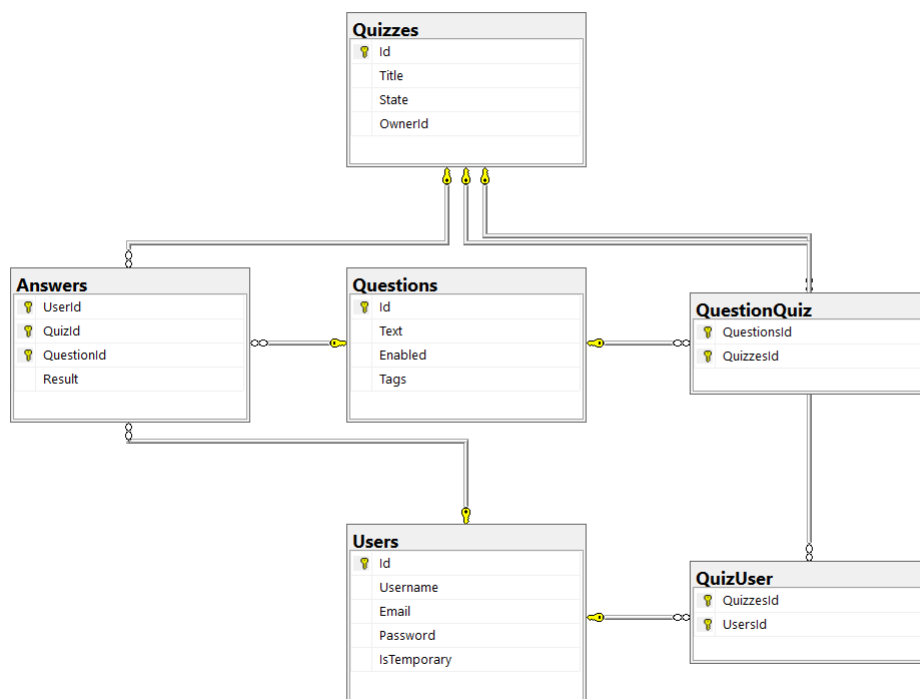 Quizzes
Id
Title
State
OwnerId
Answers
UserId
QuizId
QuestionId
Result
Questions
Id
Text
Enabled
Tags
QuestionQuiz
QuestionsId
QuizzesId
Users
Id
Username
Email
Password
IsTemporary
QuizUser
QuizzesId
UsersId